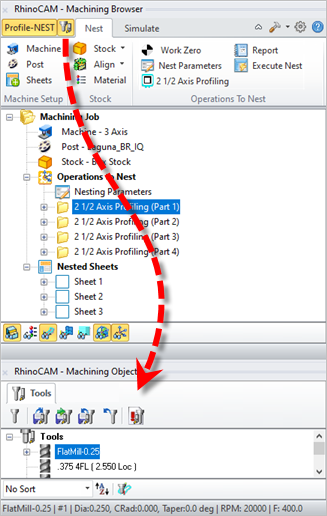 RhinoCAM - Machining Browser
Profile-NEST Nest Simulate
Machine Stock Work Zero Report
Post Align Nest Parameters Execute Nest
Sheets Material 2 1/2 Axis Profiling
Machine Setup Stock Operations To Nest
Machining Job
Machine - 3 Axis
Post - Laguna_BR_IQ
Stock - Box Stock
Operations To Nest
Nesting Parameters
2 1/2 Axis Profiling (Part 1)
2 1/2 Axis Profiling (Part 2)
2 1/2 Axis Profiling (Part 3)
2 1/2 Axis Profiling (Part 4)
Nested Sheets
Sheet 1
Sheet 2
Sheet 3
RhinoCAM - Machining Objec
Tools
Tools
FlatMill-0.25
.375 4FL ( 2.550 Loc )
No Sort
FlatMill-0.25 | #1 | Dia:0.250, CRad:0.000, Taper:0.0 deg | RPM: 20000 | F: 400.0